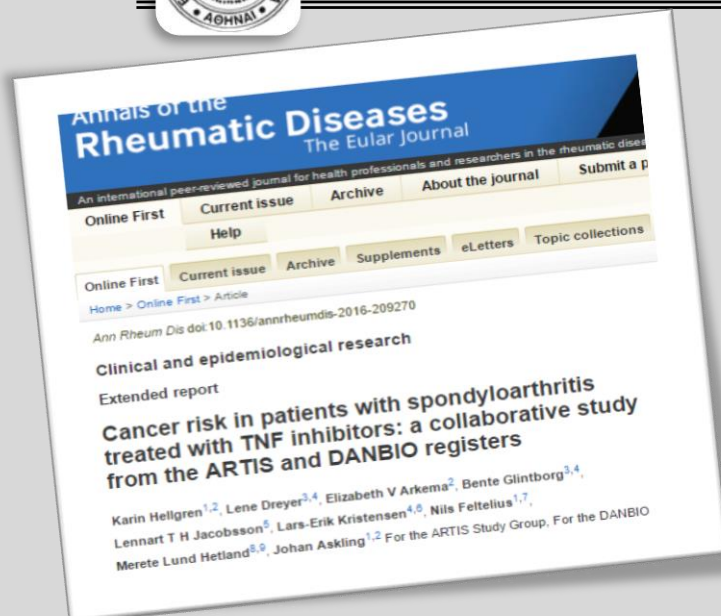 ΑΘΗΝΑΙ
Annals of the
Rheumatic Diseases
The Eular Journal
An international peer-reviewed journal for health professionals and researchers in the rheumatic
Online First Current issue Archive About the journal Submit a
Help
Online First Current issue Archive Supplements eLetters Topic collections
Home > Online First > Article
Ann Rheum Dis doi:10.1136/annrheumdis-2016-209270
Clinical and epidemiological research
Extended report
Cancer risk in patients with spondyloarthritis
treated with TNF inhibitors: a collaborative study
from the ARTIS and DANBIO registers
Karin Hellgren1,2, Lene Dreyer3,4, Elizabeth V Arkema2, Bente Glintborg3,4,
Lennart T H Jacobsson5, Lars-Erik Kristensen4,6, Nils Feltelius1,7,
Merete Lund Hetland8,9, Johan Askling1,2 For the ARTIS Study Group, For the DANBIO